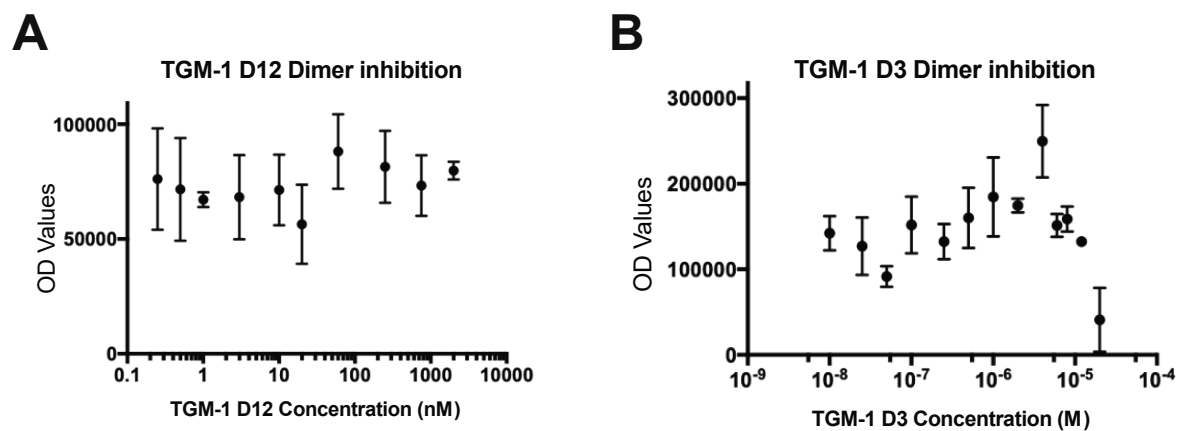 A
TGM-1 D12 Dimer inhibition
100000
50000
0
OD Values
0.1 1 10 100 1000 10000
TGM-1 D12 Concentration (nM)
B
TGM-1 D3 Dimer inhibition
300000
200000
100000
0
OD Values
10-9 10-8 10-7 10-6 10-5 10-4
TGM-1 D3 Concentration (M)